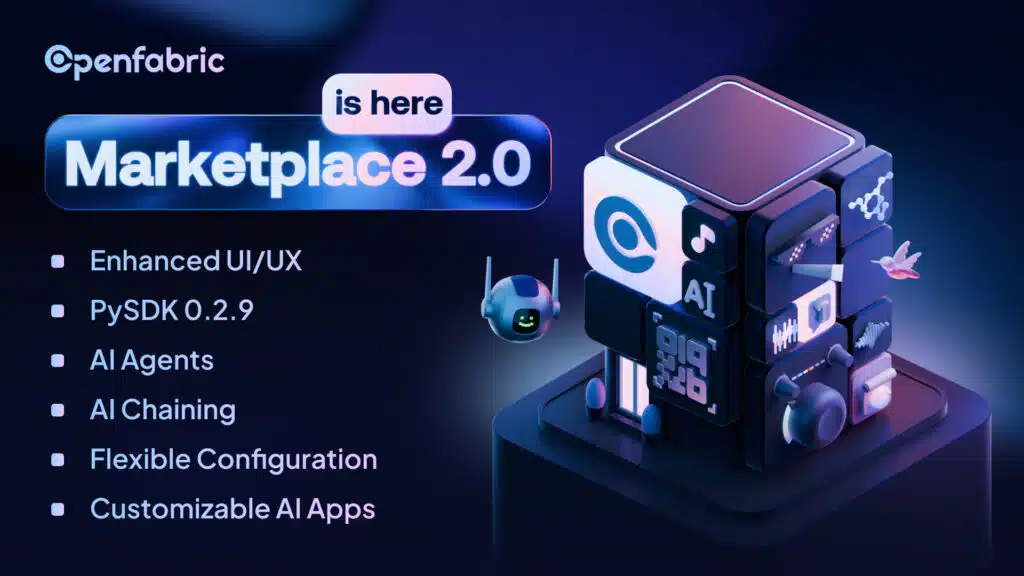 Openfabric
is here
Marketplace 2.0
Enhanced UI/UX
PySDK 0.2.9
AI Agents
AI Chaining
Flexible Configuration
Customizable AI Apps
AI